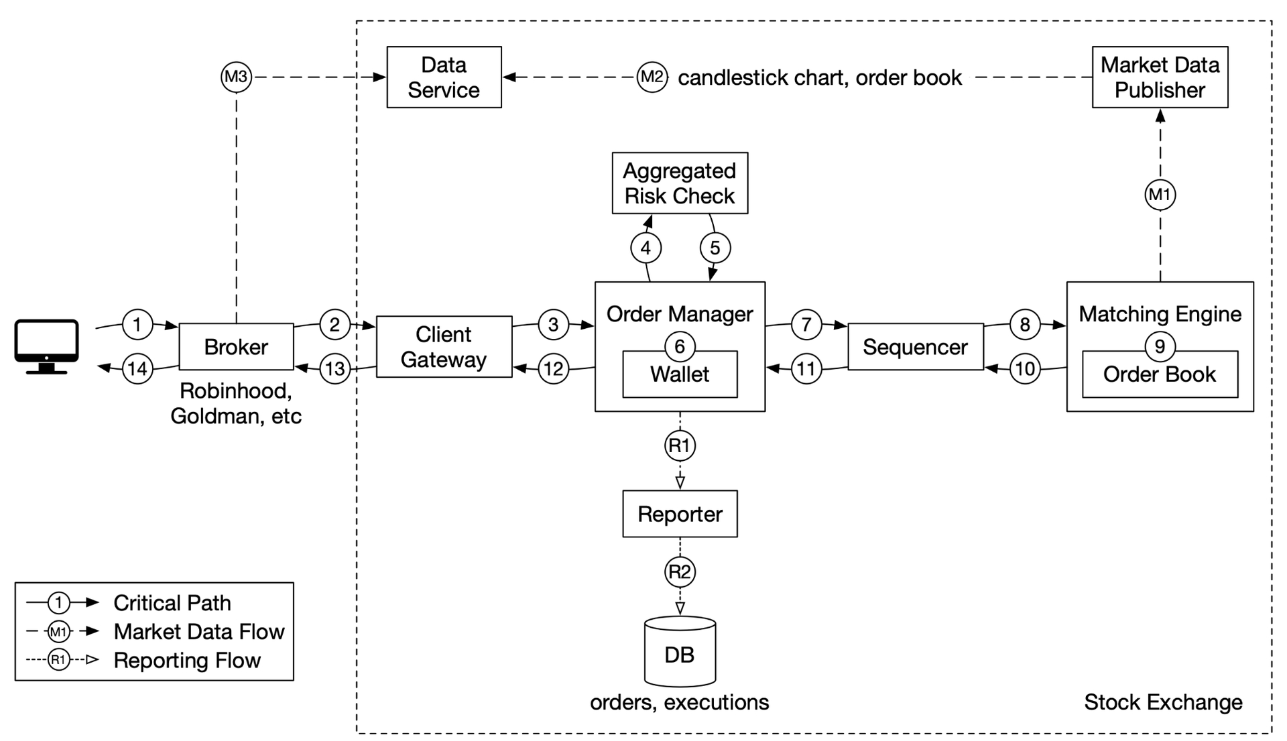 Data
Service
M3
M2
candlestick chart, order book
Market Data
Publisher
M1
Aggregated
Risk Check
4
5
1
14
Broker
Robinhood,
Goldman, etc
2
13
Client
Gateway
3
12
Order Manager
6
Wallet
7
11
Sequencer
8
10
Matching Engine
9
Order Book
R1
Reporter
R2
DB
orders, executions
1 Critical Path
M1 Market Data Flow
R1 Reporting Flow
Stock Exchange